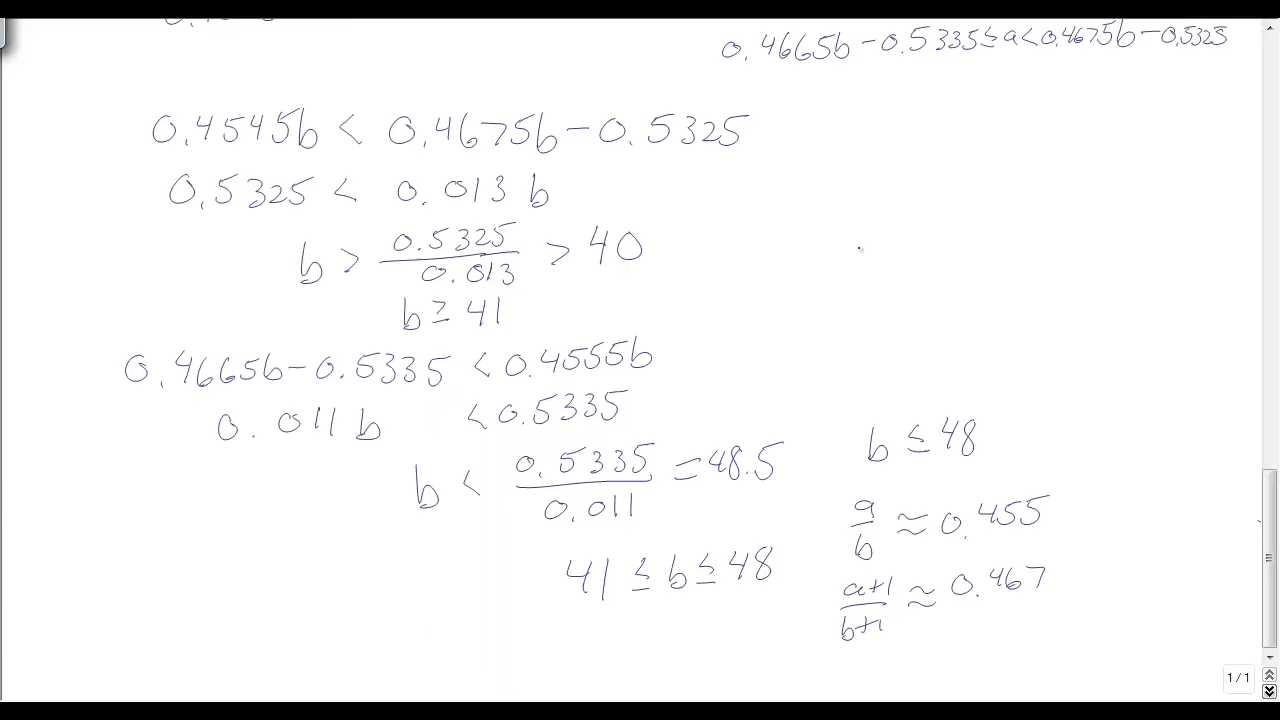 0.4665b - 0.5335 ≤ a < 0.4675b - 0.5325
0.4545b < 0.4675b - 0.5325
0.5325 < 0.013 b
b > 0.5325/0.013 > 40
b ≥ 41
0.4665b - 0.5335 < 0.4555b
0.011 b < 0.5335
b < 0.5335/0.011 = 48.5
b ≤ 48
a/b ≈ 0.455
41 ≤ b ≤ 48
a+1/b+1 ≈ 0.467
1 / 1